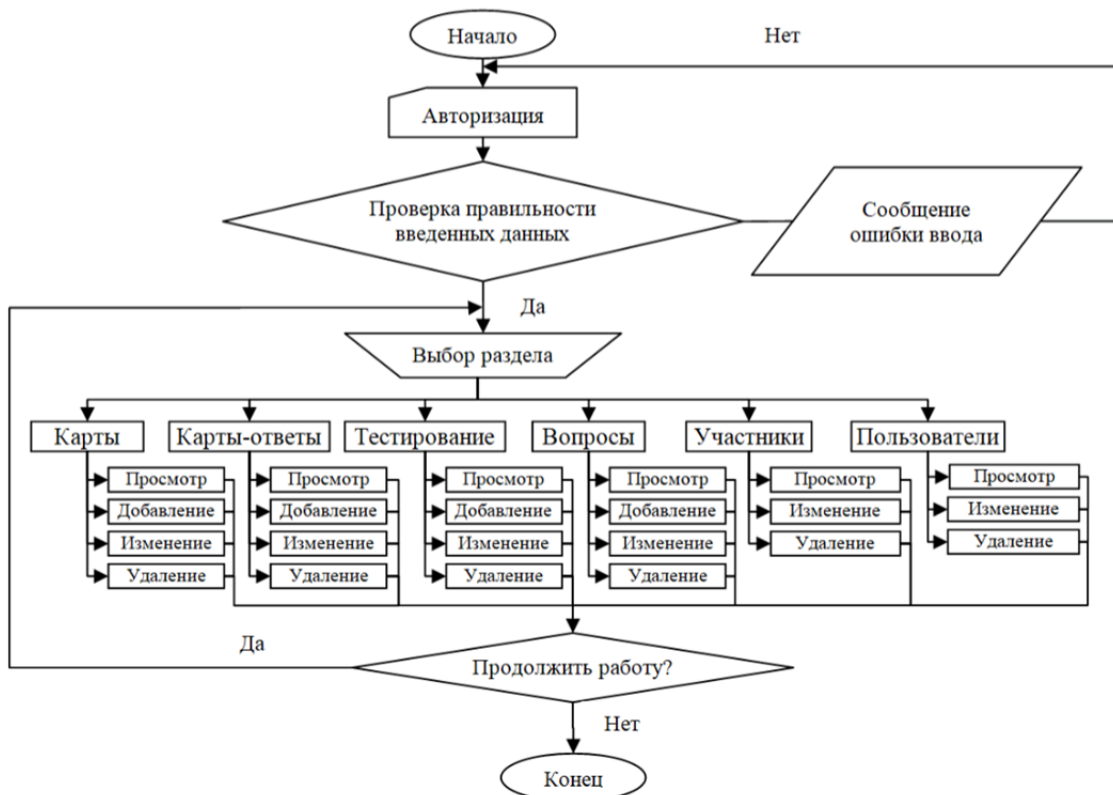 Начало
Нет
Авторизация
Проверка правильности
введенных данных
Сообщение
ошибки ввода
Да
Выбор раздела
Карты
Карты-ответы
Тестирование
Вопросы
Участники
Пользователи
Просмотр
Добавление
Изменение
Удаление
Просмотр
Добавление
Изменение
Удаление
Просмотр
Добавление
Изменение
Удаление
Просмотр
Добавление
Изменение
Удаление
Просмотр
Изменение
Удаление
Просмотр
Изменение
Удаление
Да
Продолжить работу?
Нет
Конец